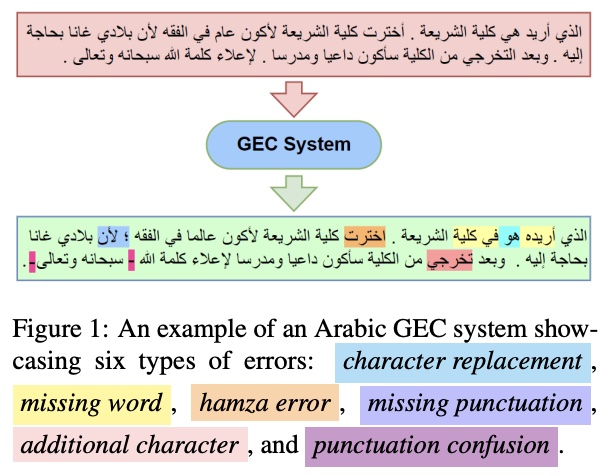 الذي أريد هي كلية الشريعة . أخترت كلية الشريعة لأكون عام في الفقه لأن بلادي غانا بحاجة
إليه . وبعد التخرجي من الكلية سأكون داعيا ومدرسا . لإعلاء كلمة الله سبحانه وتعالى .
GEC System
الذي أريده هو في كلية الشريعة . اخترت كلية الشريعة لأكون عالما في الفقه ؛ لأن بلادي غانا
بحاجة إليه . وبعد تخرجي من الكلية سأكون داعيا ومدرسا لإعلاء كلمة الله - سبحانه وتعالى- .
Figure 1: An example of an Arabic GEC system show-
casing six types of errors: character replacement,
missing word , hamza error , missing punctuation,
additional character , and punctuation confusion .